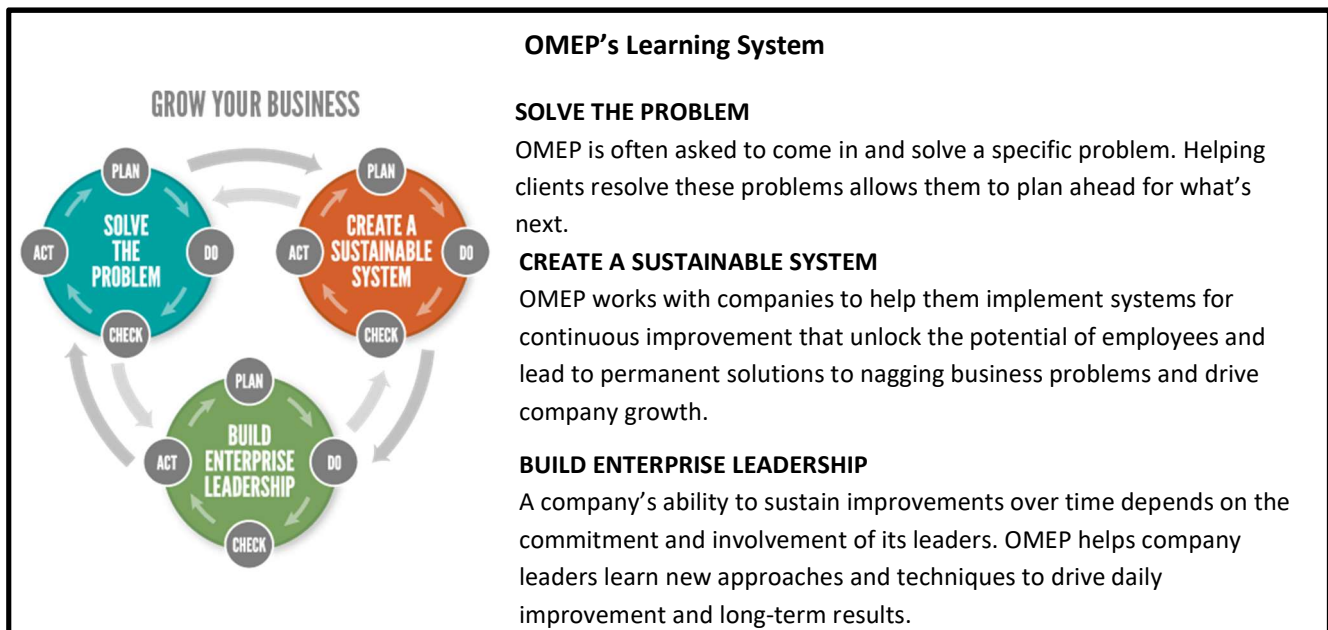 OMEP’s Learning System
GROW YOUR BUSINESS
PLAN
SOLVE
THE
PROBLEM
ACT
DO
CHECK
PLAN
CREATE A
SUSTAINABLE
SYSTEM
ACT
DO
CHECK
PLAN
BUILD
ENTERPRISE
LEADERSHIP
ACT
DO
CHECK
SOLVE THE PROBLEM
OMEP is often asked to come in and solve a specific problem. Helping
clients resolve these problems allows them to plan ahead for what’s
next.
CREATE A SUSTAINABLE SYSTEM
OMEP works with companies to help them implement systems for
continuous improvement that unlock the potential of employees and
lead to permanent solutions to nagging business problems and drive
company growth.
BUILD ENTERPRISE LEADERSHIP
A company’s ability to sustain improvements over time depends on the
commitment and involvement of its leaders. OMEP helps company
leaders learn new approaches and techniques to drive daily
improvement and long-term results.